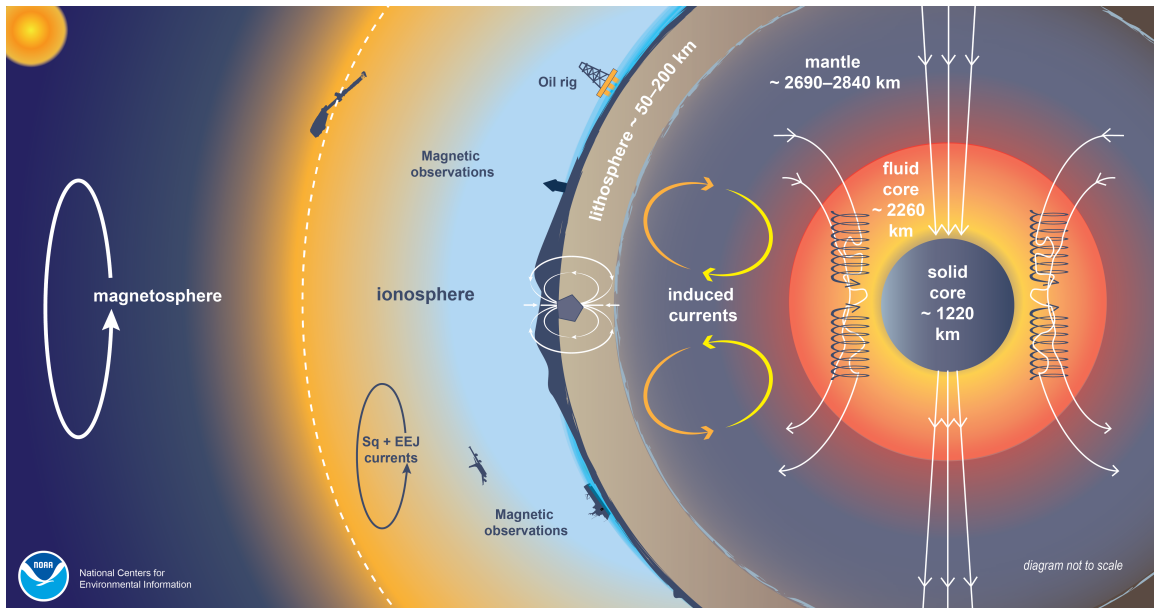 mantle
~ 2690–2840 km
Oil rig
lithosphere ~ 50–200 km
Magnetic
observations
fluid
core
~ 2260
km
magnetosphere
ionosphere
induced
currents
solid
core
~ 1220
km
Sq + EEJ
currents
Magnetic
observations
NOAA
National Centers for
Environmental Information
diagram not to scale